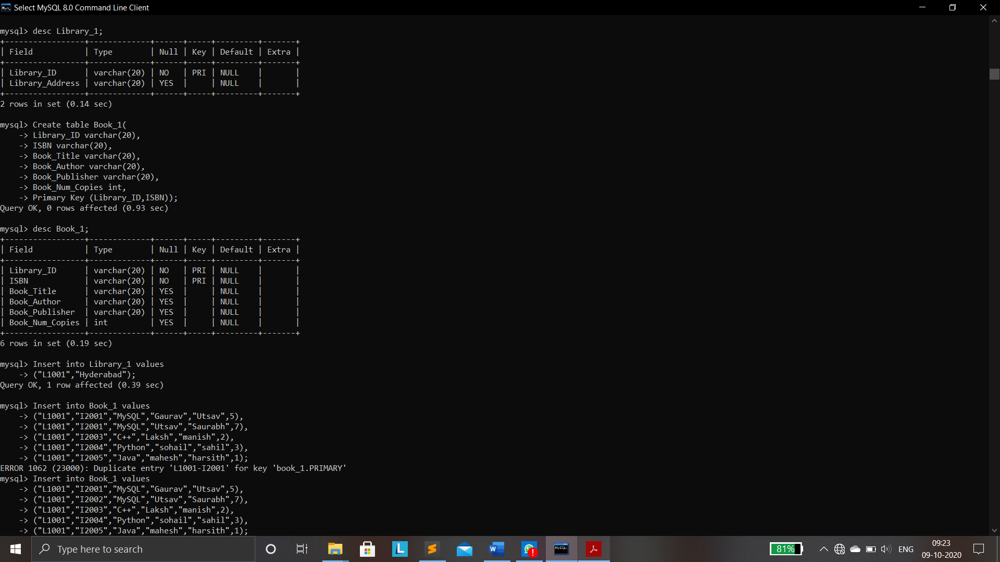 Select MySQL 8.0 Command Line Client
mysql> desc Library_1;
+-----------------+-------------+------+-----+---------+-------+
| Field           | Type        | Null | Key | Default | Extra |
+-----------------+-------------+------+-----+---------+-------+
| Library_ID      | varchar(20) | NO   | PRI | NULL    |       |
| Library_Address | varchar(20) | YES  |     | NULL    |       |
+-----------------+-------------+------+-----+---------+-------+
2 rows in set (0.14 sec)
mysql> Create table Book_1(
    -> Library_ID varchar(20),
    -> ISBN varchar(20),
    -> Book_Title varchar(20),
    -> Book_Author varchar(20),
    -> Book_Publisher varchar(20),
    -> Book_Num_Copies int,
    -> Primary Key (Library_ID,ISBN));
Query OK, 0 rows affected (0.93 sec)
mysql> desc Book_1;
+-----------------+-------------+------+-----+---------+-------+
| Field           | Type        | Null | Key | Default | Extra |
+-----------------+-------------+------+-----+---------+-------+
| Library_ID      | varchar(20) | NO   | PRI | NULL    |       |
| ISBN            | varchar(20) | NO   | PRI | NULL    |       |
| Book_Title      | varchar(20) | YES  |     | NULL    |       |
| Book_Author     | varchar(20) | YES  |     | NULL    |       |
| Book_Publisher  | varchar(20) | YES  |     | NULL    |       |
| Book_Num_Copies | int         | YES  |     | NULL    |       |
+-----------------+-------------+------+-----+---------+-------+
6 rows in set (0.19 sec)
mysql> Insert into Library_1 values
    -> ("L1001","Hyderabad");
Query OK, 1 row affected (0.39 sec)
mysql> Insert into Book_1 values
    -> ("L1001","I2001","MySQL","Gaurav","Utsav",5),
    -> ("L1001","I2001","MySQL","Utsav","Saurabh",7),
    -> ("L1001","I2003","C++","Laksh","manish",2),
    -> ("L1001","I2004","Python","sohail","sahil",3),
    -> ("L1001","I2005","Java","mahesh","harsith",1);
ERROR 1062 (23000): Duplicate entry 'L1001-I2001' for key 'book_1.PRIMARY'
mysql> Insert into Book_1 values
    -> ("L1001","I2001","MySQL","Gaurav","Utsav",5),
    -> ("L1001","I2002","MySQL","Utsav","Saurabh",7),
    -> ("L1001","I2003","C++","Laksh","manish",2),
    -> ("L1001","I2004","Python","sohail","sahil",3),
    -> ("L1001","I2005","Java","mahesh","harsith",1);
Type here to search
81%
ENG
09:23
09-10-2020